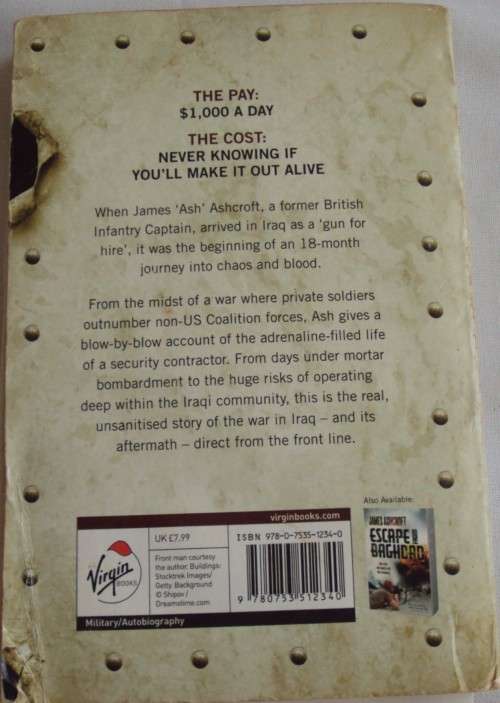 THE PAY:
$1,000 A DAY
THE COST:
NEVER KNOWING IF
YOU'LL MAKE IT OUT ALIVE
When James 'Ash' Ashcroft, a former British
Infantry Captain, arrived in Iraq as a 'gun for
hire', it was the beginning of an 18-month
journey into chaos and blood.
From the midst of a war where private soldiers
outnumber non-US Coalition forces, Ash gives a
blow-by-blow account of the adrenaline-filled life
of a security contractor. From days under mortar
bombardment to the huge risks of operating
deep within the Iraqi community, this is the real,
unsanitised story of the war in Iraq – and its
aftermath – direct from the front line.
Also Available:
JAMES ASHCROFT
ESCAPE FROM
BAGHDAD
virginbooks.com
UK £7.99
ISBN 978-0-7535-1234-0
Front man courtesy
the author. Buildings:
Stocktrek Images/
Getty. Background
© Shipov /
Dreamstime.com
Virgin
BOOKS
9 780753 512340
Military/Autobiography